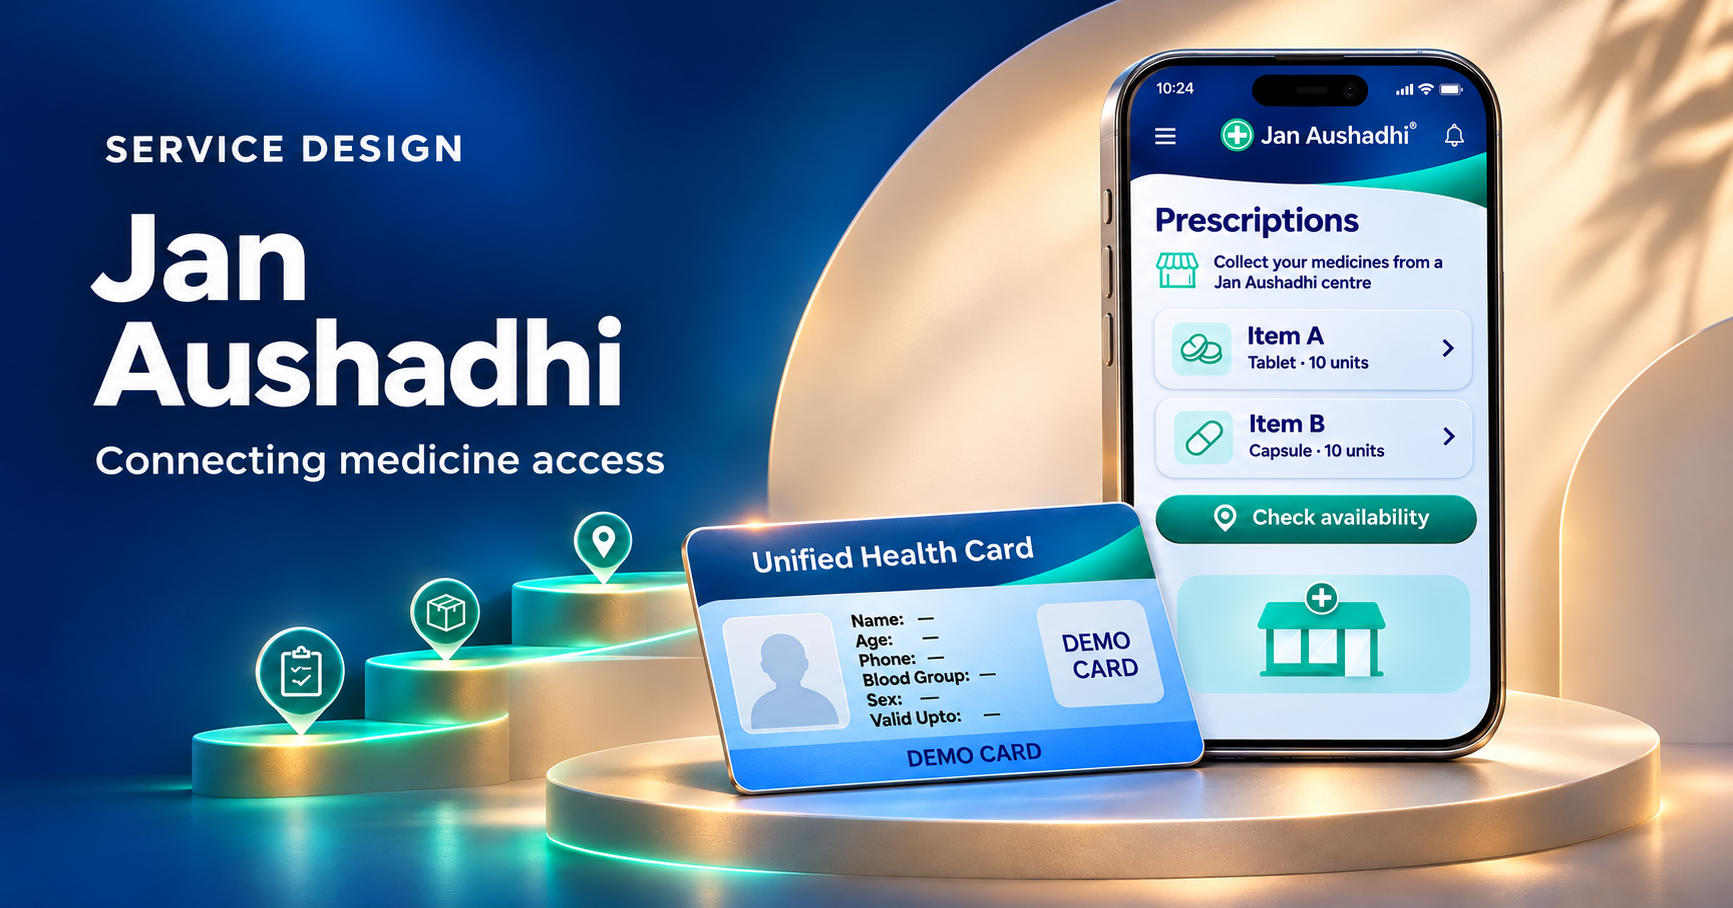 SERVICE DESIGN
Jan
Aushadhi
Connecting medicine access
10:24
Jan Aushadhi®
Prescriptions
Collect your medicines from a
Jan Aushadhi centre
Item A
Tablet · 10 units
Item B
Capsule · 10 units
Check availability
Unified Health Card
Name: —
Age: —
Phone: —
Blood Group: —
Sex: —
Valid Upto: —
DEMO
CARD
DEMO CARD